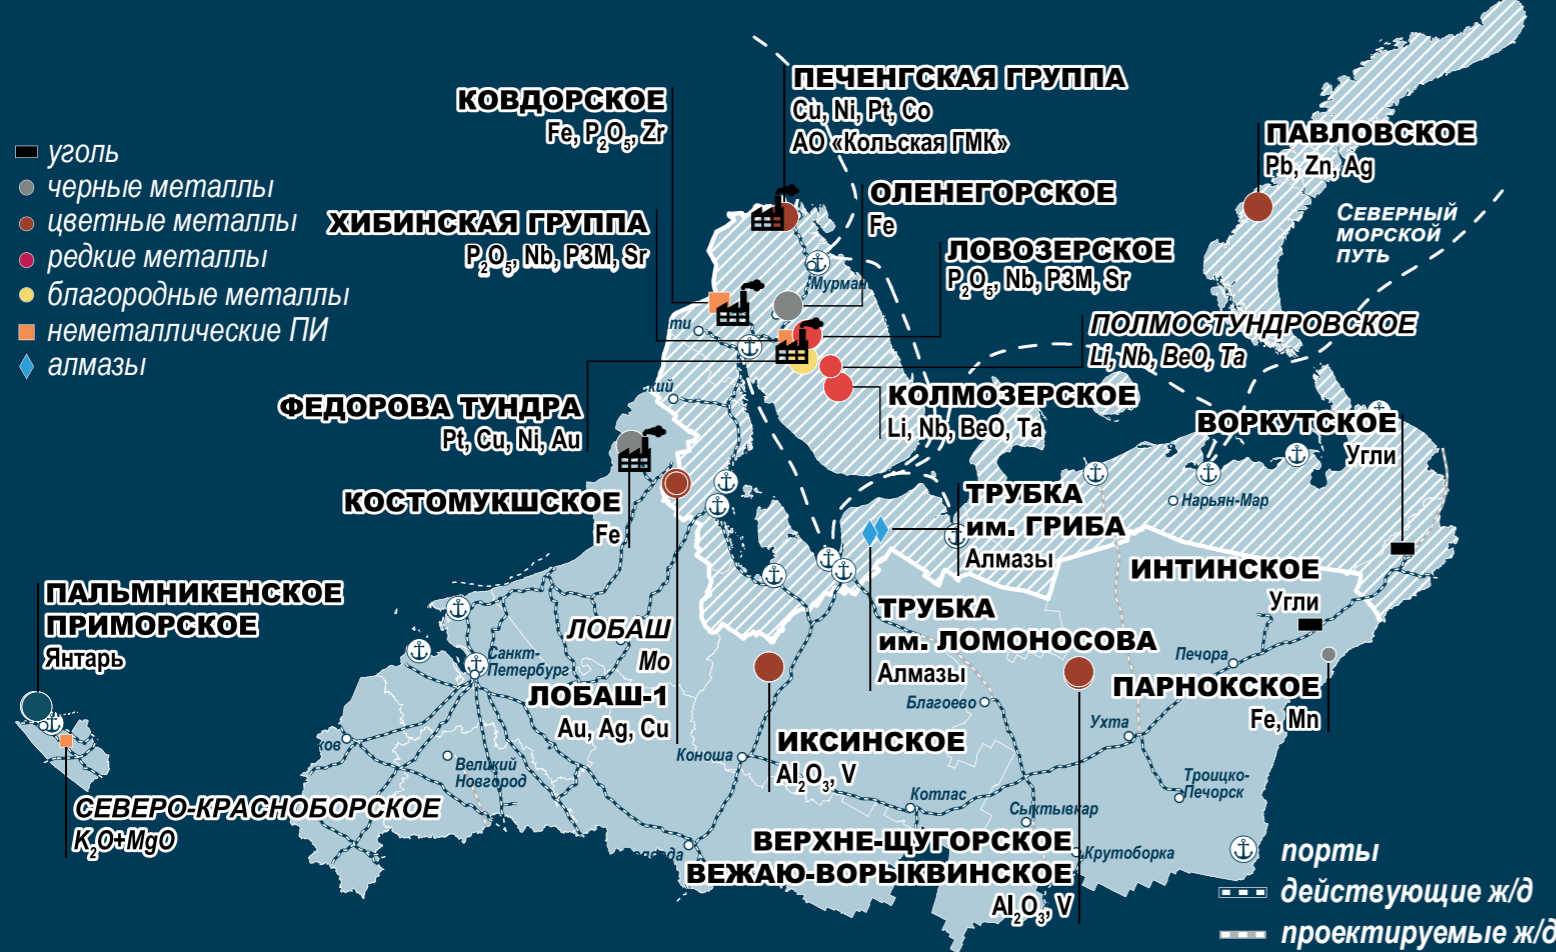 уголь
черные металлы
цветные металлы
редкие металлы
благородные металлы
неметаллические ПИ
алмазы
КОВДОРСКОЕ
Fe, P₂O₅, Zr
ПЕЧЕНГСКАЯ ГРУППА
Cu, Ni, Pt, Co
АО «Кольская ГМК»
ПАВЛОВСКОЕ
Pb, Zn, Ag
ОЛЕНЕГОРСКОЕ
Fe
ХИБИНСКАЯ ГРУППА
P₂O₅, Nb, РЗМ, Sr
СЕВЕРНЫЙ
МОРСКОЙ
ПУТЬ
ЛОВОЗЕРСКОЕ
P₂O₅, Nb, РЗМ, Sr
Мурман
ти
ПОЛМОСТУНДРОВСКОЕ
Li, Nb, BeO, Ta
ский
КОЛМОЗЕРСКОЕ
Li, Nb, BeO, Ta
ФЕДОРОВА ТУНДРА
Pt, Cu, Ni, Au
ВОРКУТСКОЕ
Угли
КОСТОМУКШСКОЕ
Fe
ТРУБКА
им. ГРИБА
Алмазы
Нарьян-Мар
ИНТИНСКОЕ
Угли
ПАЛЬМНИКЕНСКОЕ
ПРИМОРСКОЕ
Янтарь
ЛОБАШ
Mo
ЛОБАШ-1
Au, Ag, Cu
ТРУБКА
им. ЛОМОНОСОВА
Алмазы
Санкт-
Петербург
Печора
ПАРНОКСКОЕ
Fe, Mn
Благоево
Ухта
ИКСИНСКОЕ
Al₂O₃, V
Коноша
ков
Великий
Новгород
Троицко-
Печорск
Котлас
Сыктывкар
СЕВЕРО-КРАСНОБОРСКОЕ
K₂O+MgO
ВЕРХНЕ-ЩУГОРСКОЕ
ВЕЖАЮ-ВОРЫКВИНСКОЕ
Al₂O₃, V
Крутоборка
порты
действующие ж/д
проектируемые ж/д